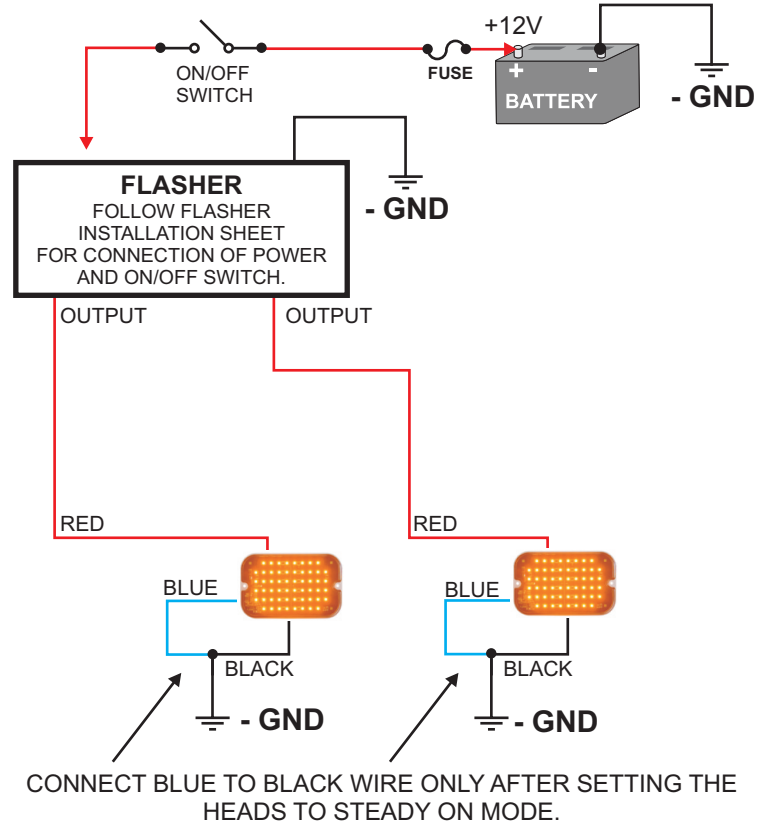 +12V
ON/OFF
SWITCH
FUSE
+ -
BATTERY
- GND
FLASHER
FOLLOW FLASHER
INSTALLATION SHEET
FOR CONNECTION OF POWER
AND ON/OFF SWITCH.
- GND
OUTPUT
OUTPUT
RED
RED
BLUE
BLUE
BLACK
BLACK
- GND
- GND
CONNECT BLUE TO BLACK WIRE ONLY AFTER SETTING THE
HEADS TO STEADY ON MODE.